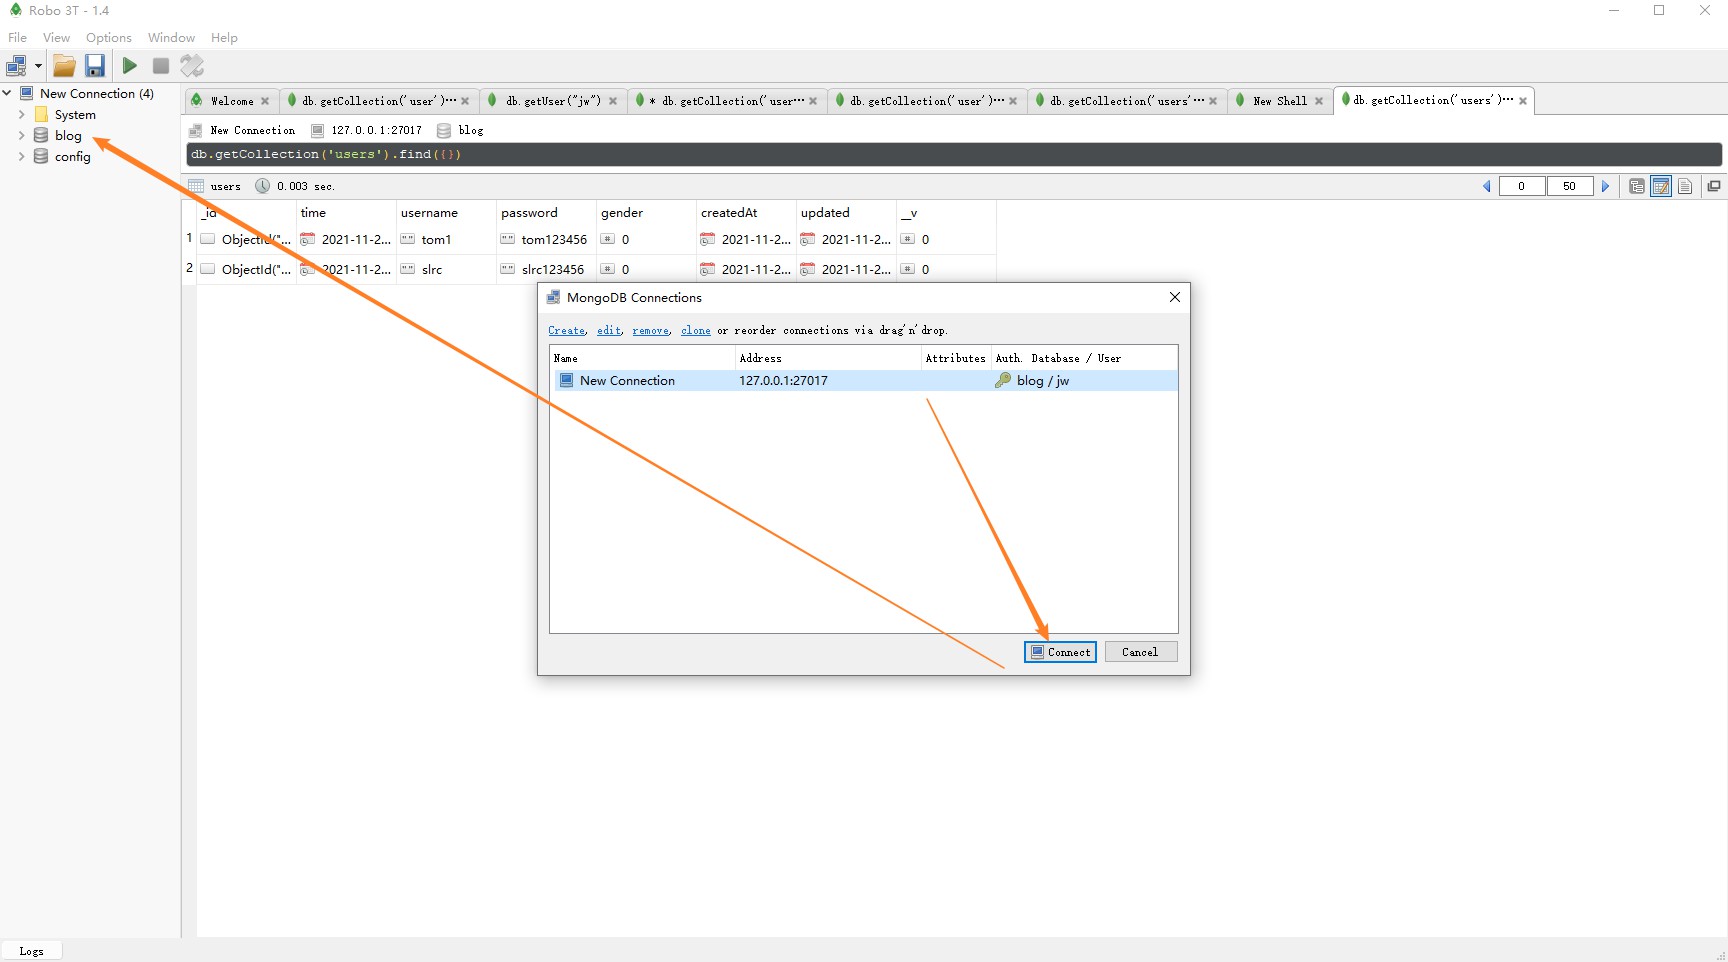 Robo 3T - 1.4
File View Options Window Help
New Connection (4)
System
blog
config
Welcome db.getCollection('user')··· db.getUser("jw") * db.getCollection('user··· db.getCollection('user')··· db.getCollection('users'··· New Shell db.getCollection('users')···
New Connection 127.0.0.1:27017 blog
db.getCollection('users').find({})
users 0.003 sec. 0 50
_id time username password gender createdAt updated __v
1 ObjectId("... 2021-11-2... tom1 tom123456 0 2021-11-2... 2021-11-2... 0
2 ObjectId("... 2021-11-2... slrc slrc123456 0 2021-11-2... 2021-11-2... 0
MongoDB Connections
Create, edit, remove, clone or reorder connections via drag'n'drop.
Name Address Attributes Auth. Database / User
New Connection 127.0.0.1:27017 blog / jw
Connect Cancel
Logs